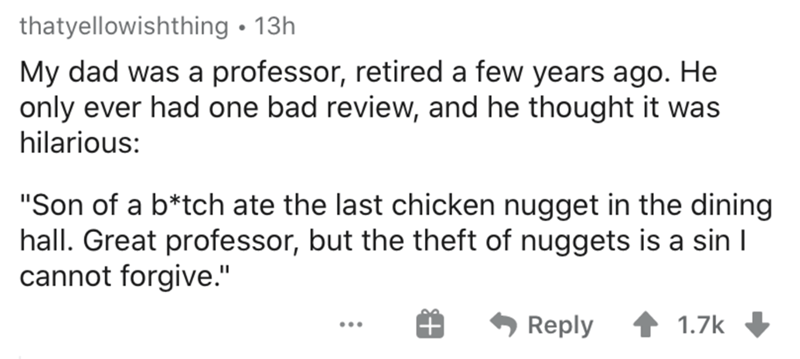 thatyellowishthing • 13h
My dad was a professor, retired a few years ago. He
only ever had one bad review, and he thought it was
hilarious:
"Son of a b*tch ate the last chicken nugget in the dining
hall. Great professor, but the theft of nuggets is a sin I
cannot forgive."
... Reply 1.7k